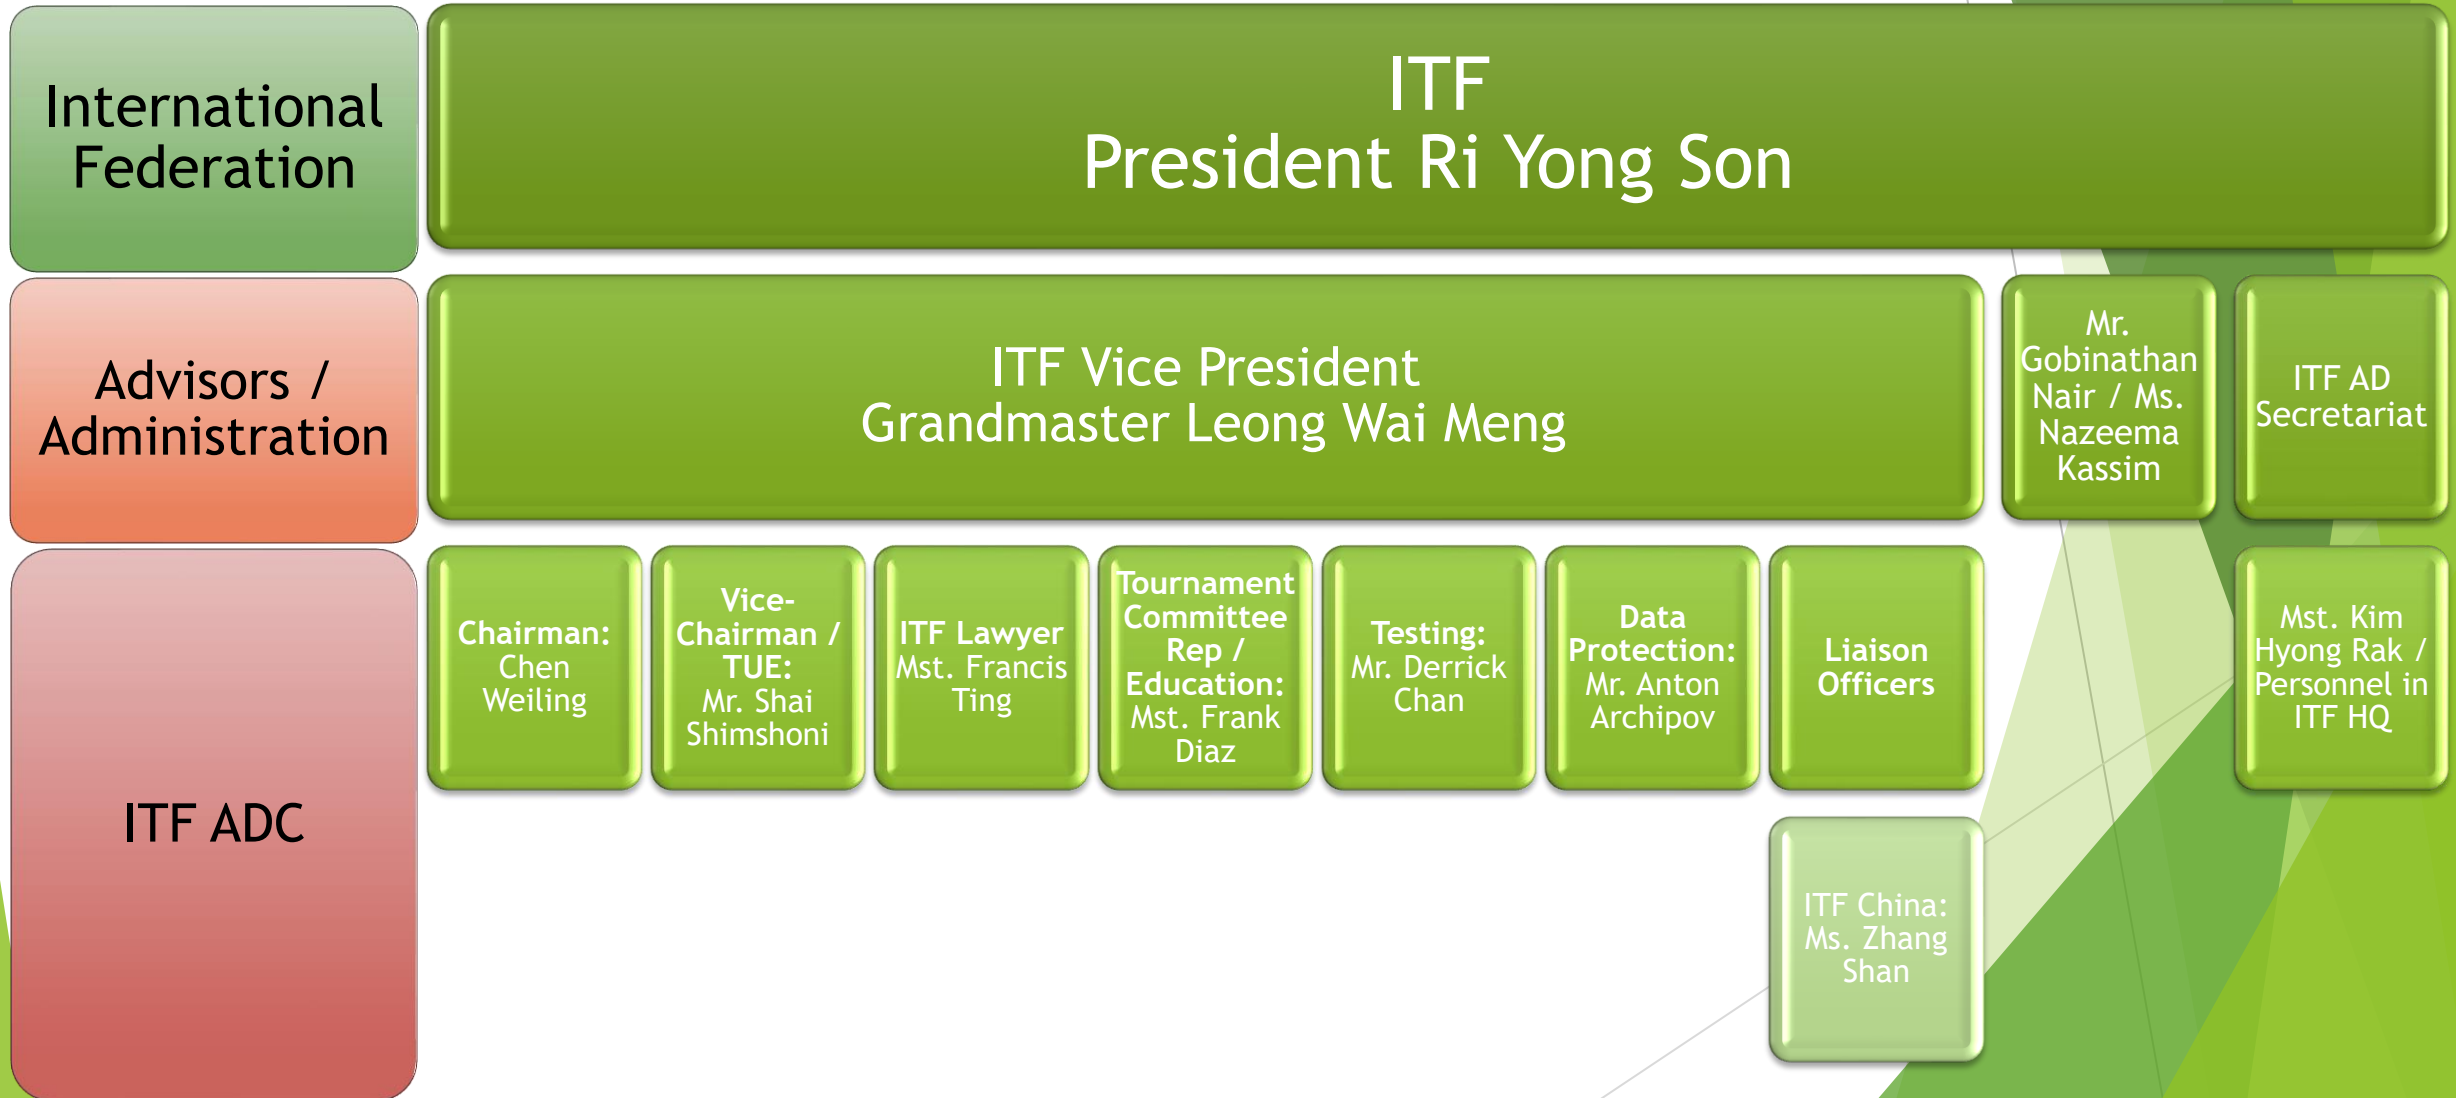 International
Federation
ITF
President Ri Yong Son
Advisors /
Administration
ITF Vice President
Grandmaster Leong Wai Meng
Mr.
Gobinathan
Nair / Ms.
Nazeema
Kassim
ITF AD
Secretariat
ITF ADC
Chairman:
Chen
Weiling
Vice-
Chairman /
TUE:
Mr. Shai
Shimshoni
ITF Lawyer
Mst. Francis
Ting
Tournament
Committee
Rep /
Education:
Mst. Frank
Diaz
Testing:
Mr. Derrick
Chan
Data
Protection:
Mr. Anton
Archipov
Liaison
Officers
Mst. Kim
Hyong Rak /
Personnel in
ITF HQ
ITF China:
Ms. Zhang
Shan